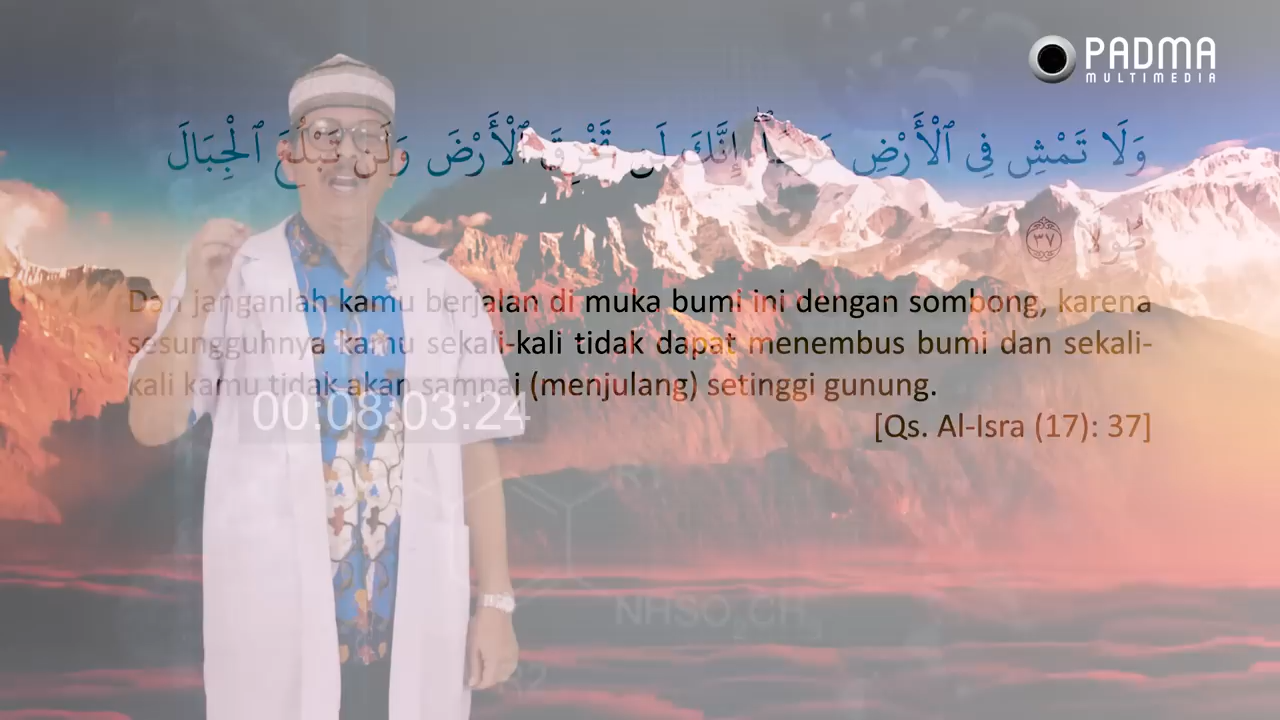 PADMA
MULTIMEDIA
وَلَا تَمْشِ فِي ٱلْأَرْضِ مَرَحًاۖ إِنَّكَ لَن تَخْرِقَ ٱلْأَرْضَ وَلَن تَبْلُغَ ٱلْجِبَالَ
طُولًا ٣٧
Dan janganlah kamu berjalan di muka bumi ini dengan sombong, karena
sesungguhnya kamu sekali-kali tidak dapat menembus bumi dan sekali-
kali kamu tidak akan sampai (menjulang) setinggi gunung.
00:08:03:24
[Qs. Al-Isra (17): 37]
R1
NHSO2CH3
R2